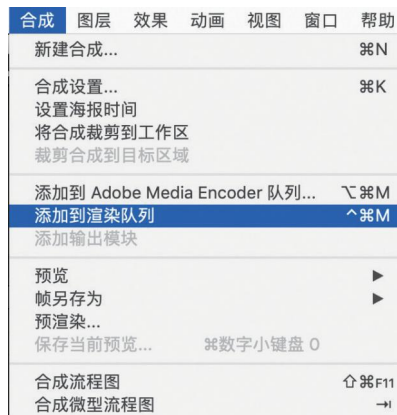 合成 图层 效果 动画 视图 窗口 帮助
新建合成... ⌘N
合成设置... ⌘K
设置海报时间
将合成裁剪到工作区
裁剪合成到目标区域
添加到 Adobe Media Encoder 队列... ⌥⌘M
添加到渲染队列 ^⌘M
添加输出模块
预览 ▶
帧另存为 ▶
预渲染...
保存当前预览... ⌘数字小键盘 0
合成流程图 ⇧⌘F11
合成微型流程图 →|